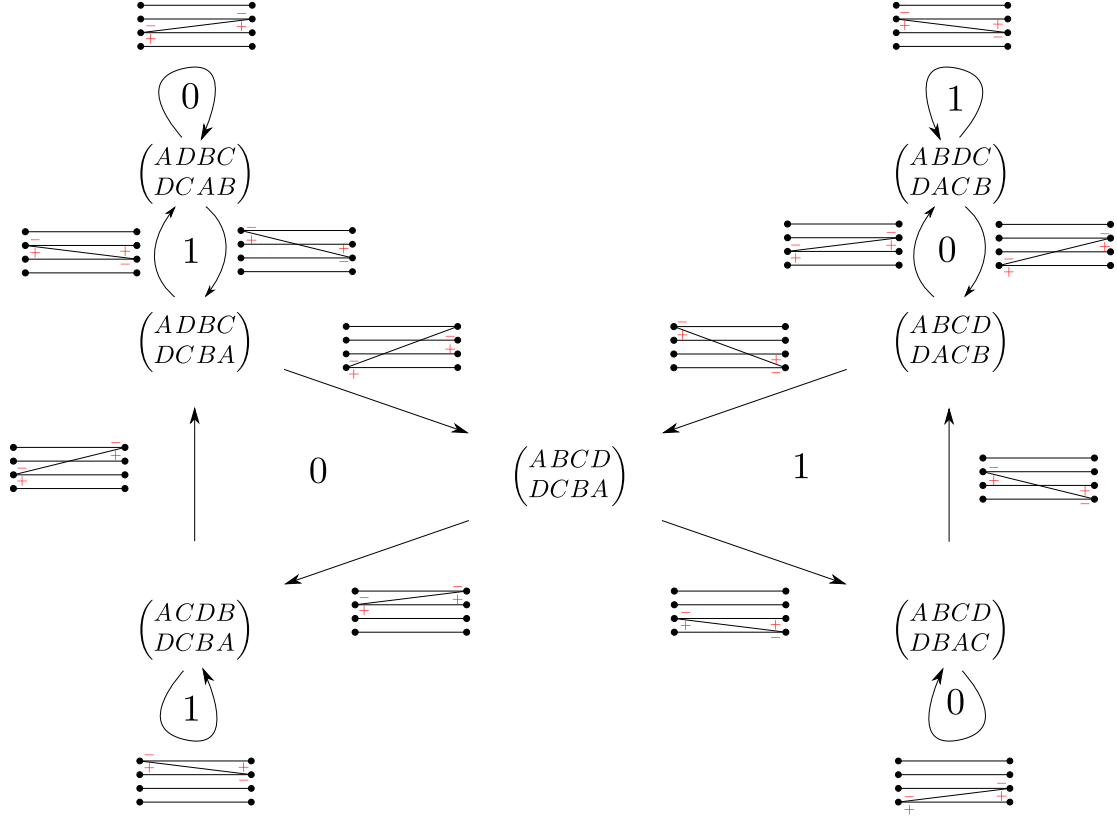 − − + +
− − + +
0
1
ADBC
DCAB
ABDC
DACB
− + + −
1
− + + −
− + − +
0
− + − +
ADBC
DCBA
ABCD
DACB
− + − +
− + + −
− + − +
0
ABCD
DCBA
1
− + + −
− + − +
− + + −
ACDB
DCBA
ABCD
DBAC
1
0
− + + −
− + − +